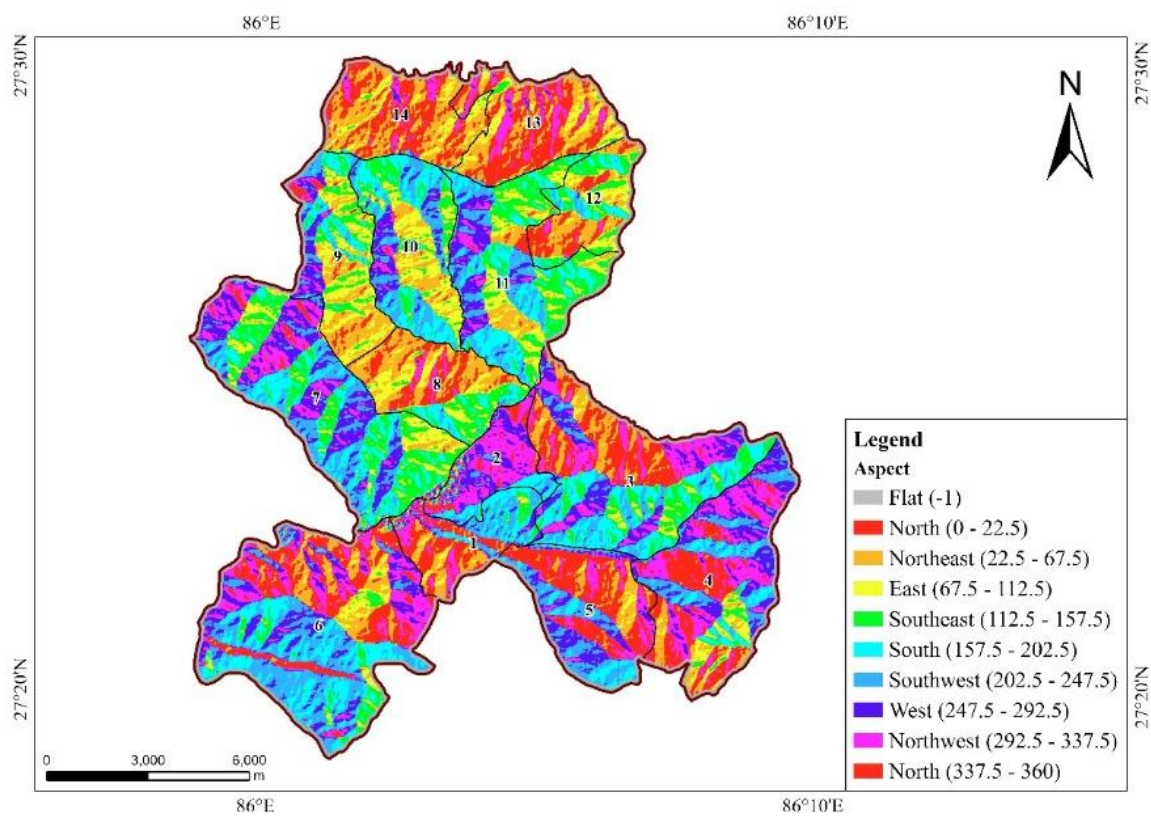 86°E 86°10'E
27°30'N 27°30'N
N
14
13
12
10
9
11
8
7
2
3
1
4
5
6
Legend
Aspect
Flat (-1)
North (0 - 22.5)
Northeast (22.5 - 67.5)
East (67.5 - 112.5)
Southeast (112.5 - 157.5)
South (157.5 - 202.5)
Southwest (202.5 - 247.5)
West (247.5 - 292.5)
Northwest (292.5 - 337.5)
North (337.5 - 360)
27°20'N 27°20'N
0 3,000 6,000
m
86°E 86°10'E